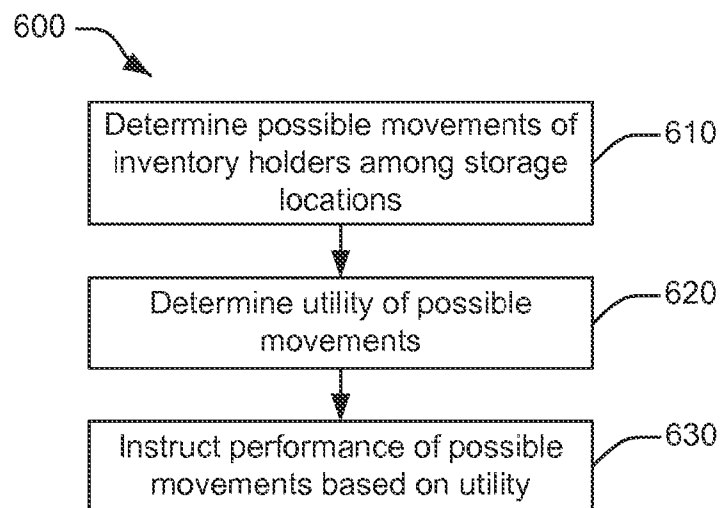 600
Determine possible movements of
inventory holders among storage
locations
610
Determine utility of possible
movements
620
Instruct performance of possible
movements based on utility
630